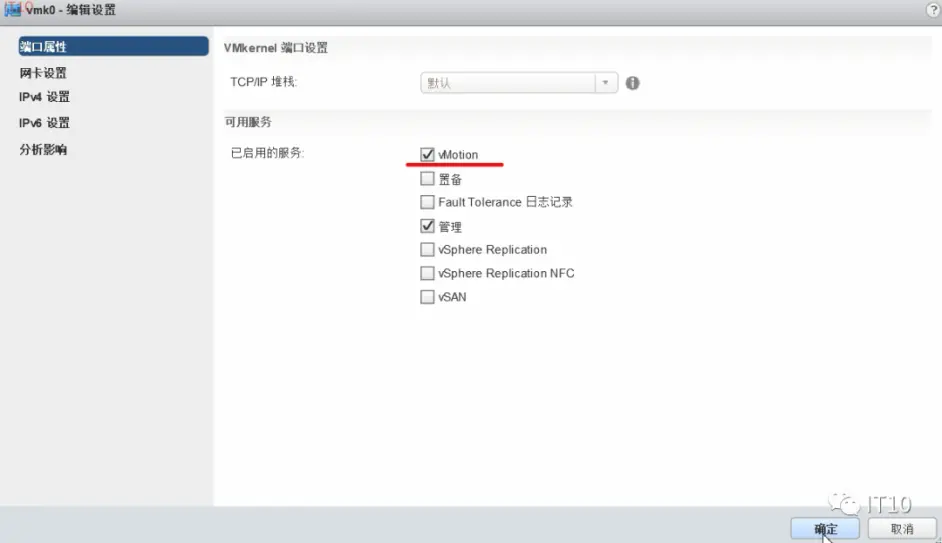 vmk0 - 编辑设置
端口属性
网卡设置
IPv4 设置
IPv6 设置
分析影响
VMkernel 端口设置
TCP/IP 堆栈:
默认
可用服务
已启用的服务:
vMotion
置备
Fault Tolerance 日志记录
管理
vSphere Replication
vSphere Replication NFC
vSAN
IT10
确定
取消